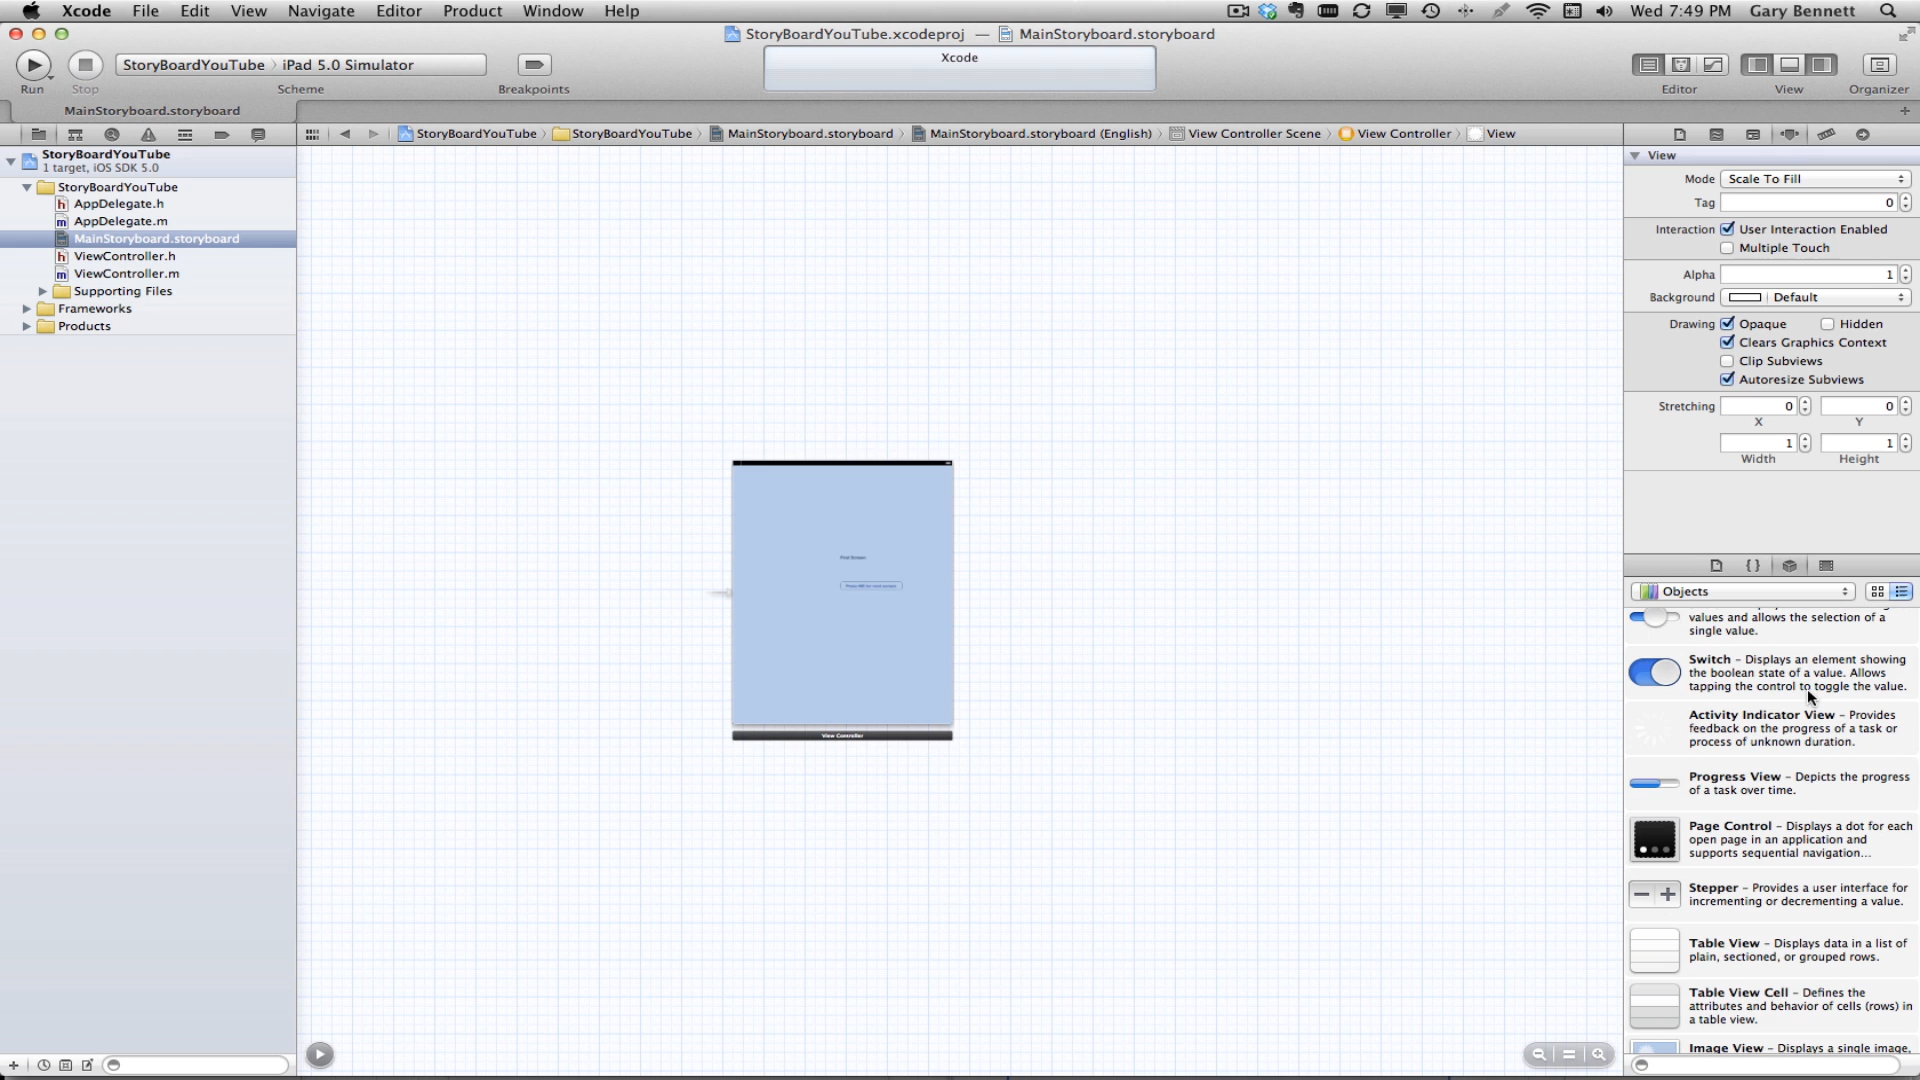 Xcode File Edit View Navigate Editor Product Window Help Wed 7:49 PM Gary Bennett
StoryBoardYouTube.xcodeproj — MainStoryboard.storyboard
StoryBoardYouTube › iPad 5.0 Simulator
Xcode
Run Stop Scheme Breakpoints Editor View Organizer
MainStoryboard.storyboard
StoryBoardYouTube StoryBoardYouTube MainStoryboard.storyboard MainStoryboard.storyboard (English) View Controller Scene View Controller View
StoryBoardYouTube
1 target, iOS SDK 5.0
StoryBoardYouTube
AppDelegate.h
AppDelegate.m
MainStoryboard.storyboard
ViewController.h
ViewController.m
Supporting Files
Frameworks
Products
First Screen
View Controller
View
Mode Scale To Fill
Tag 0
Interaction User Interaction Enabled
Multiple Touch
Alpha 1
Background Default
Drawing Opaque Hidden
Clears Graphics Context
Clip Subviews
Autoresize Subviews
Stretching 0 0
X Y
1 1
Width Height
{ }
Objects
values and allows the selection of a
single value.
Switch – Displays an element showing
the boolean state of a value. Allows
tapping the control to toggle the value.
Activity Indicator View – Provides
feedback on the progress of a task or
process of unknown duration.
Progress View – Depicts the progress
of a task over time.
Page Control – Displays a dot for each
open page in an application and
supports sequential navigation...
Stepper – Provides a user interface for
incrementing or decrementing a value.
Table View – Displays data in a list of
plain, sectioned, or grouped rows.
Table View Cell – Defines the
attributes and behavior of cells (rows) in
a table view.
Image View – Displays a single image,